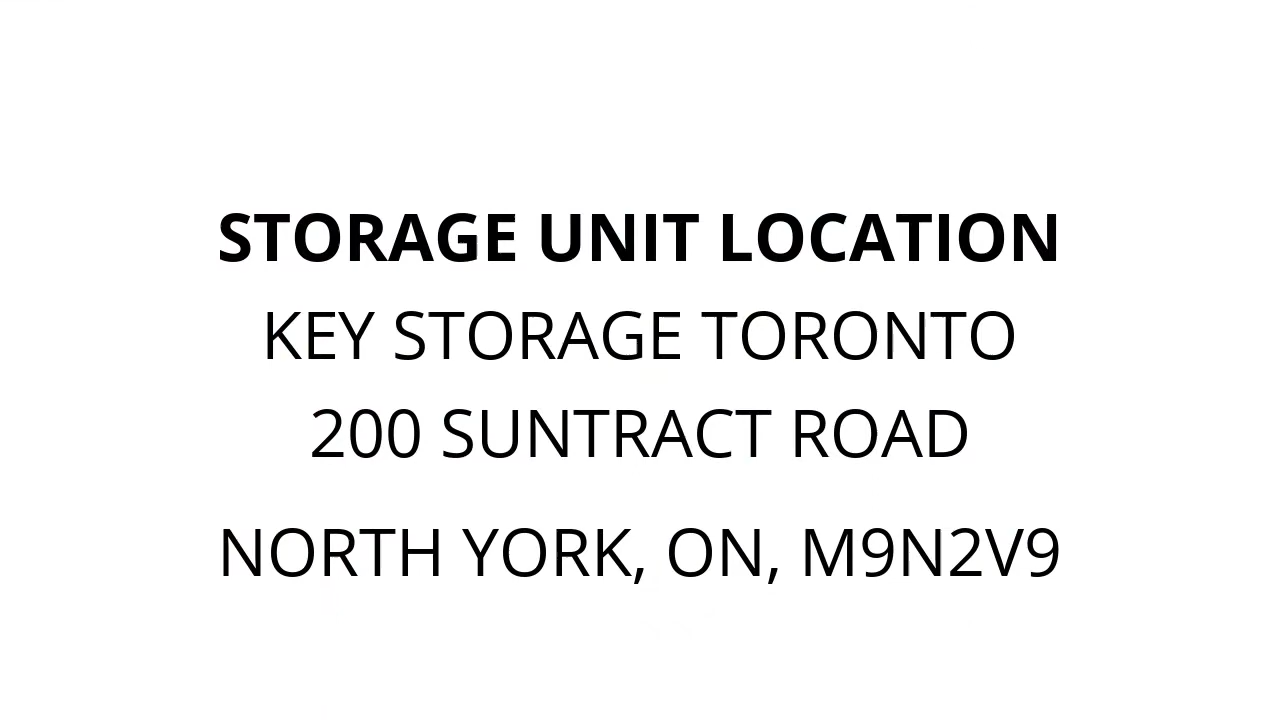 STORAGE UNIT LOCATION
KEY STORAGE TORONTO
200 SUNTRACT ROAD
NORTH YORK, ON, M9N2V9